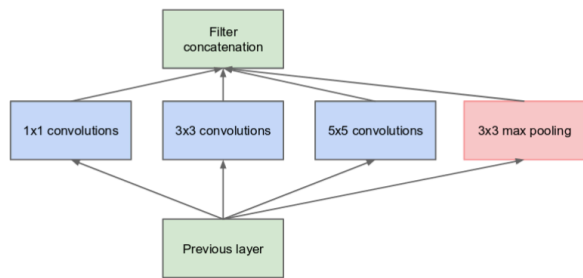 Filter
concatenation
1x1 convolutions
3x3 convolutions
5x5 convolutions
3x3 max pooling
Previous layer